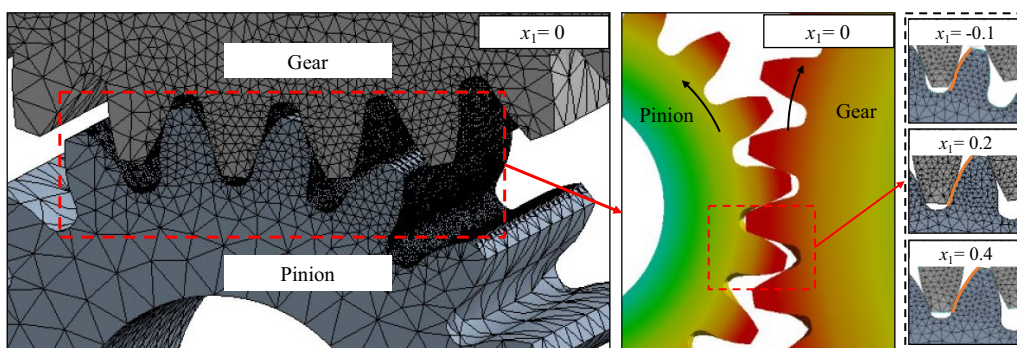 x₁= 0
Gear
Pinion
x₁= 0
Pinion
Gear
x₁= -0.1
x₁= 0.2
x₁= 0.4